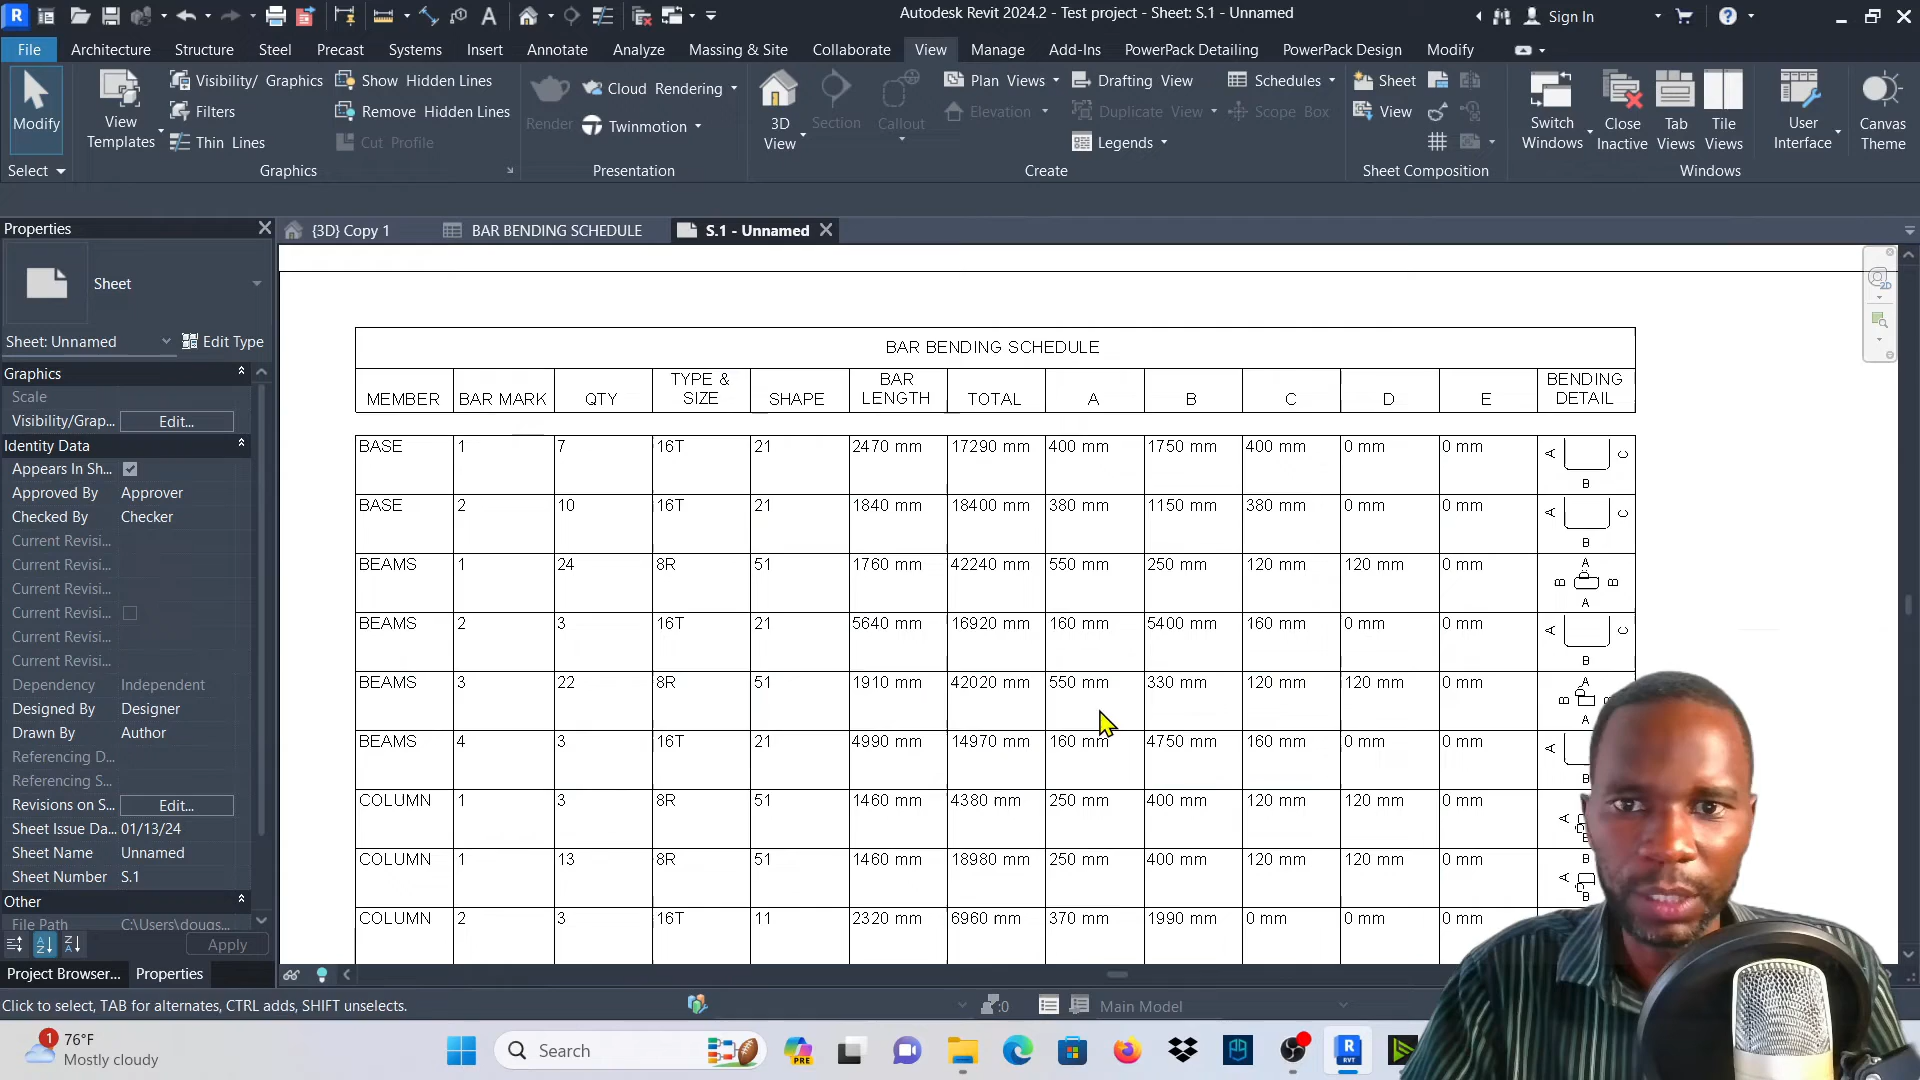 Autodesk Revit 2024.2 - Test project - Sheet: S.1 - Unnamed
Sign In
File Architecture Structure Steel Precast Systems Insert Annotate Analyze Massing & Site Collaborate View Manage Add-Ins PowerPack Detailing PowerPack Design Modify
Modify
View Templates
Visibility/ Graphics
Filters
Thin Lines
Show Hidden Lines
Remove Hidden Lines
Cut Profile
Render
Cloud Rendering
Twinmotion
3D View
Section
Callout
Plan Views
Elevation
Drafting View
Duplicate View
Legends
Schedules
Scope Box
Sheet
View
Switch Windows
Close Inactive
Tab Views
Tile Views
User Interface
Canvas Theme
Select Graphics Presentation Create Sheet Composition Windows
Properties
{3D} Copy 1 BAR BENDING SCHEDULE S.1 - Unnamed
Sheet
Sheet: Unnamed Edit Type
Graphics
Scale
Visibility/Grap... Edit...
Identity Data
Appears In Sh...
Approved By Approver
Checked By Checker
Current Revisi...
Current Revisi...
Current Revisi...
Current Revisi...
Current Revisi...
Current Revisi...
Dependency Independent
Designed By Designer
Drawn By Author
Referencing D...
Referencing S...
Revisions on S... Edit...
Sheet Issue Da... 01/13/24
Sheet Name Unnamed
Sheet Number S.1
Other
File Path C:\Users\dougs...
Apply
Project Browser... Properties
BAR BENDING SCHEDULE
MEMBER BAR MARK QTY TYPE & SIZE SHAPE BAR LENGTH TOTAL A B C D E BENDING DETAIL
BASE 1 7 16T 21 2470 mm 17290 mm 400 mm 1750 mm 400 mm 0 mm 0 mm A C B
BASE 2 10 16T 21 1840 mm 18400 mm 380 mm 1150 mm 380 mm 0 mm 0 mm A C B
BEAMS 1 24 8R 51 1760 mm 42240 mm 550 mm 250 mm 120 mm 120 mm 0 mm A B B A
BEAMS 2 3 16T 21 5640 mm 16920 mm 160 mm 5400 mm 160 mm 0 mm 0 mm A C B
BEAMS 3 22 8R 51 1910 mm 42020 mm 550 mm 330 mm 120 mm 120 mm 0 mm A B A
BEAMS 4 3 16T 21 4990 mm 14970 mm 160 mm 4750 mm 160 mm 0 mm 0 mm A B
COLUMN 1 3 8R 51 1460 mm 4380 mm 250 mm 400 mm 120 mm 120 mm 0 mm A B
COLUMN 1 13 8R 51 1460 mm 18980 mm 250 mm 400 mm 120 mm 120 mm 0 mm B A B
COLUMN 2 3 16T 11 2320 mm 6960 mm 370 mm 1990 mm 0 mm 0 mm 0 mm
Click to select, TAB for alternates, CTRL adds, SHIFT unselects.
:0
Main Model
1
76°F
Mostly cloudy
Search
PRE
R
RVT